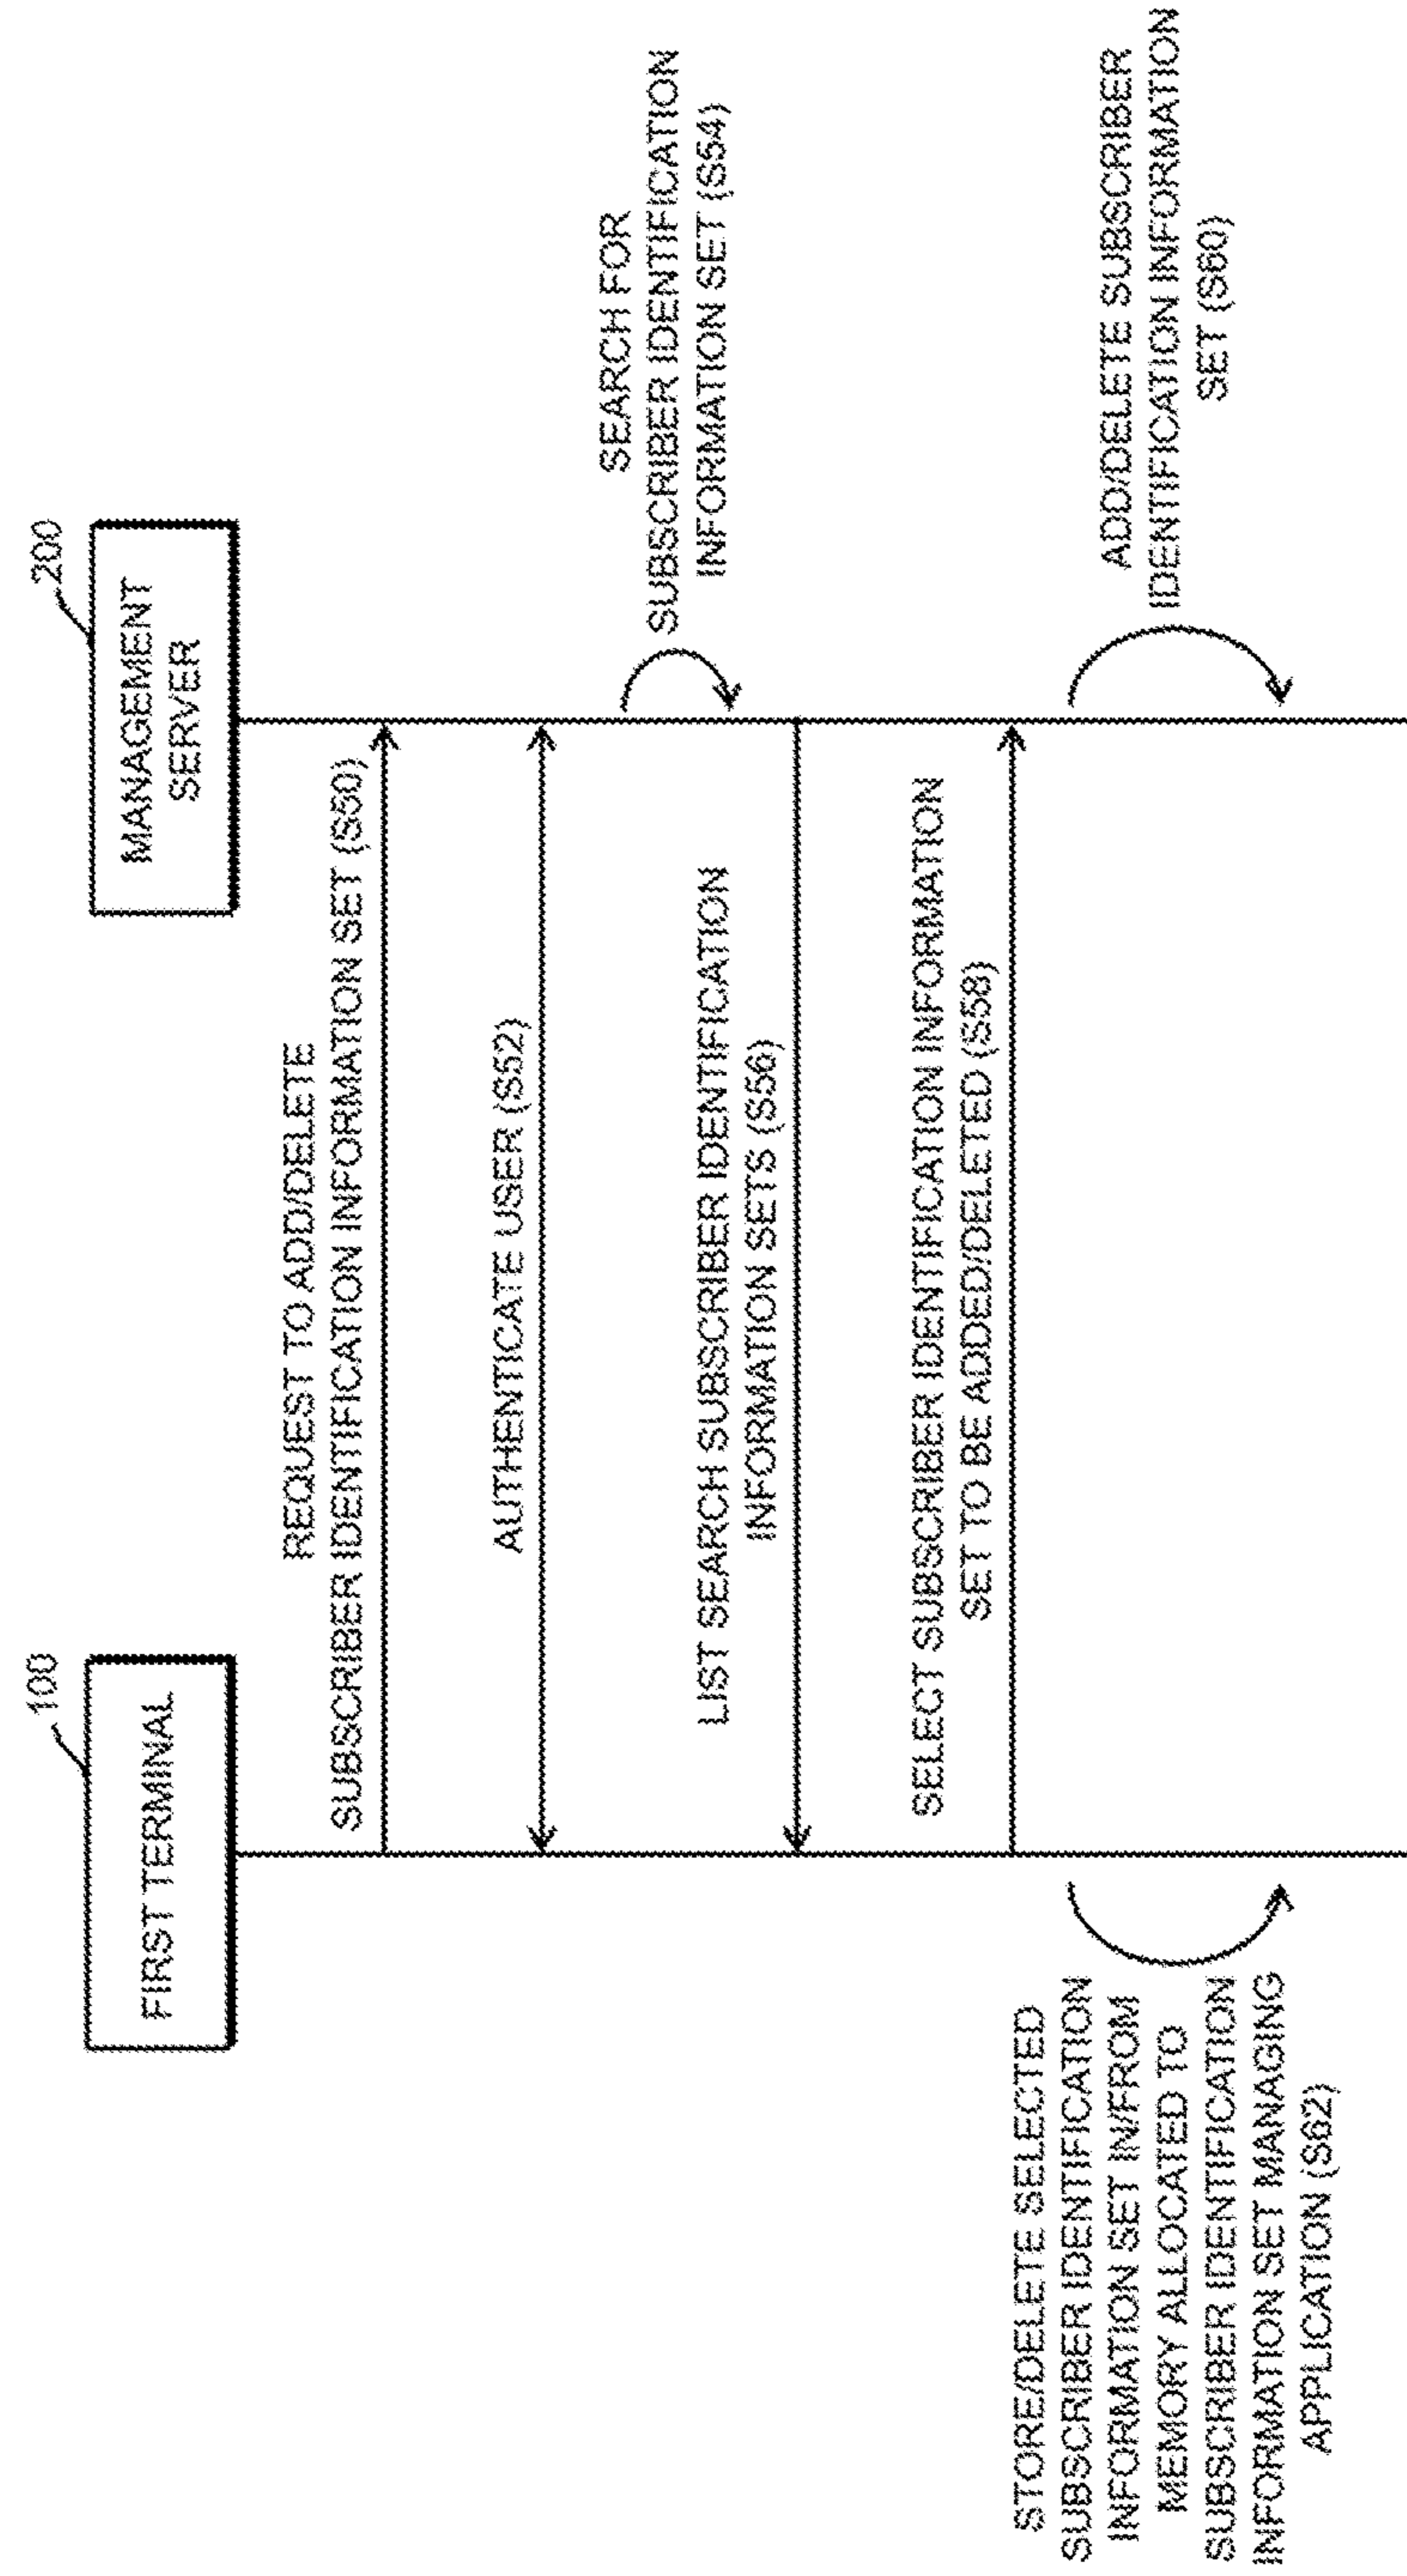 100
FIRST TERMINAL
200
MANAGEMENT
SERVER
REQUEST TO ADD/DELETE
SUBSCRIBER IDENTIFICATION INFORMATION SET (S50)
AUTHENTICATE USER (S52)
SEARCH FOR
SUBSCRIBER IDENTIFICATION
INFORMATION SET (S54)
LIST SEARCH SUBSCRIBER IDENTIFICATION
INFORMATION SETS (S56)
SELECT SUBSCRIBER IDENTIFICATION INFORMATION
SET TO BE ADDED/DELETED (S58)
ADD/DELETE SUBSCRIBER
IDENTIFICATION INFORMATION
SET (S60)
STORE/DELETE SELECTED
SUBSCRIBER IDENTIFICATION
INFORMATION SET IN/FROM
MEMORY ALLOCATED TO
SUBSCRIBER IDENTIFICATION
INFORMATION SET MANAGING
APPLICATION (S62)